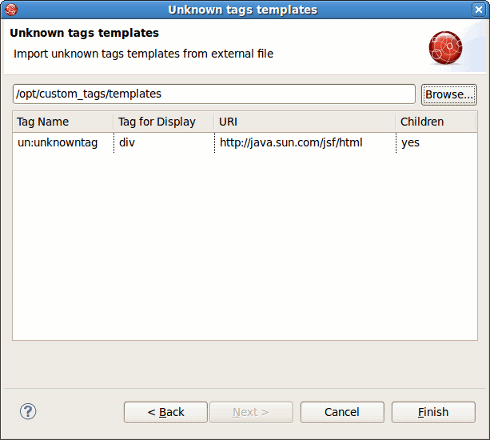 Unknown tags templates
Unknown tags templates
Import unknown tags templates from external file
/opt/custom_tags/templates Browse...
Tag Name Tag for Display URI Children
un:unknowntag div http://java.sun.com/jsf/html yes
? < Back Next > Cancel Finish